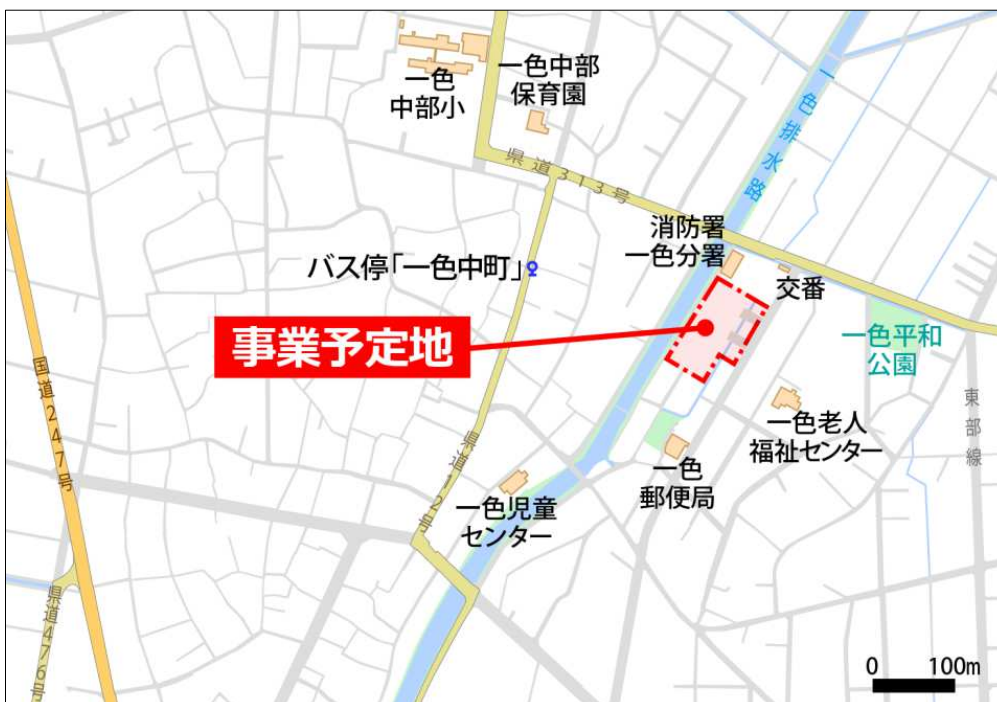 一色
中部小
一色中部
保育園
一色排水路
県道313号
消防署
一色分署
バス停「一色中町」
交番
事業予定地
一色平和
公園
国道247号
東部線
一色老人
福祉センター
県道12号
一色
郵便局
一色児童
センター
県道476号
0 100m